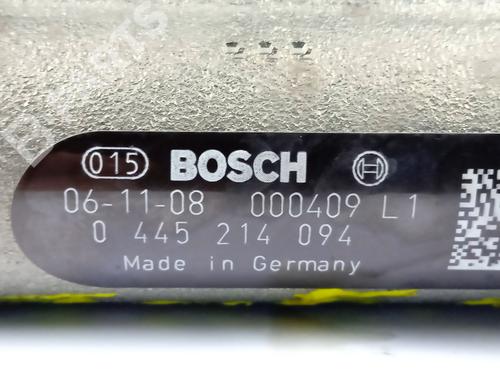 015 BOSCH
06-11-08 000409 L1
0 445 214 094
Made in Germany